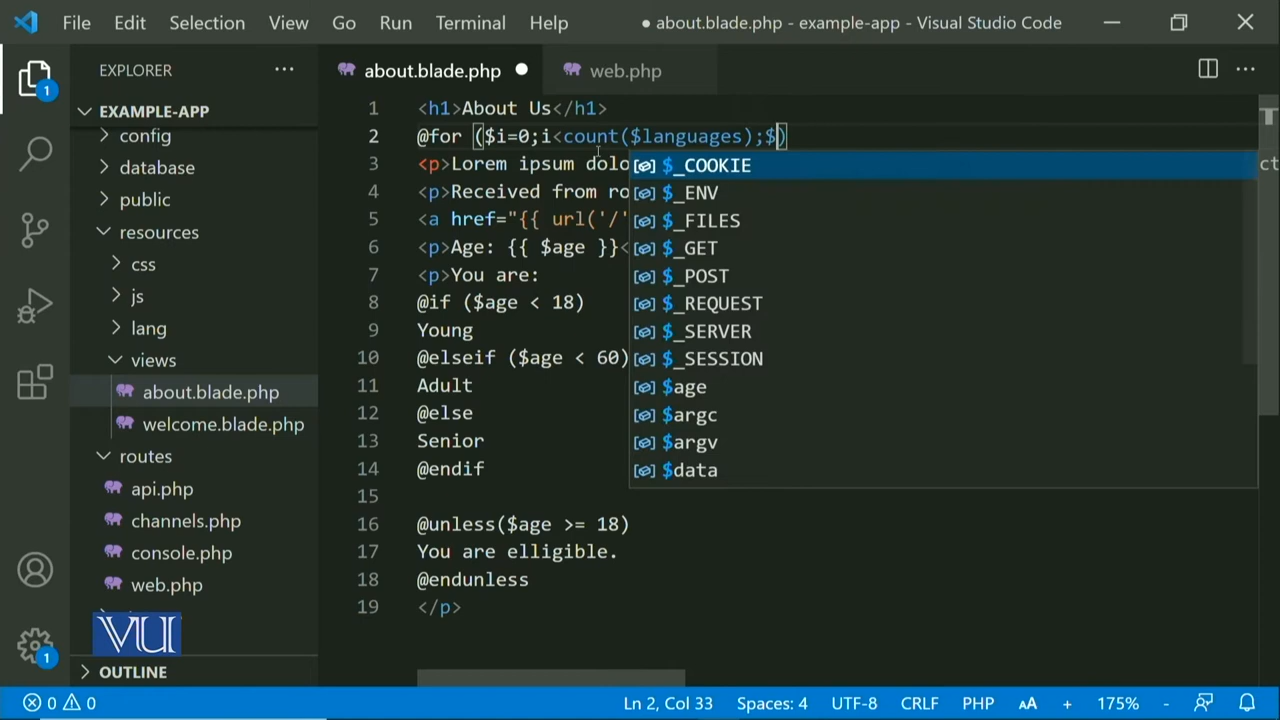 File Edit Selection View Go Run Terminal Help ● about.blade.php - example-app - Visual Studio Code
EXPLORER ...
about.blade.php ●
web.php
1
EXAMPLE-APP
config
database
public
resources
css
js
lang
views
about.blade.php
welcome.blade.php
routes
api.php
channels.php
console.php
web.php
VU
OUTLINE
1
1 <h1>About Us</h1>
2 @for ($i=0;i<count($languages);$)
3 <p>Lorem ipsum dolo
4 <p>Received from ro
5 <a href="{{ url('/'
6 <p>Age: {{ $age }}<
7 <p>You are:
8 @if ($age < 18)
9 Young
10 @elseif ($age < 60)
11 Adult
12 @else
13 Senior
14 @endif
15
16 @unless($age >= 18)
17 You are elligible.
18 @endunless
19 </p>
$_COOKIE
$_ENV
$_FILES
$_GET
$_POST
$_REQUEST
$_SERVER
$_SESSION
$age
$argc
$argv
$data
ct
0 0 Ln 2, Col 33 Spaces: 4 UTF-8 CRLF PHP AA + 175% -